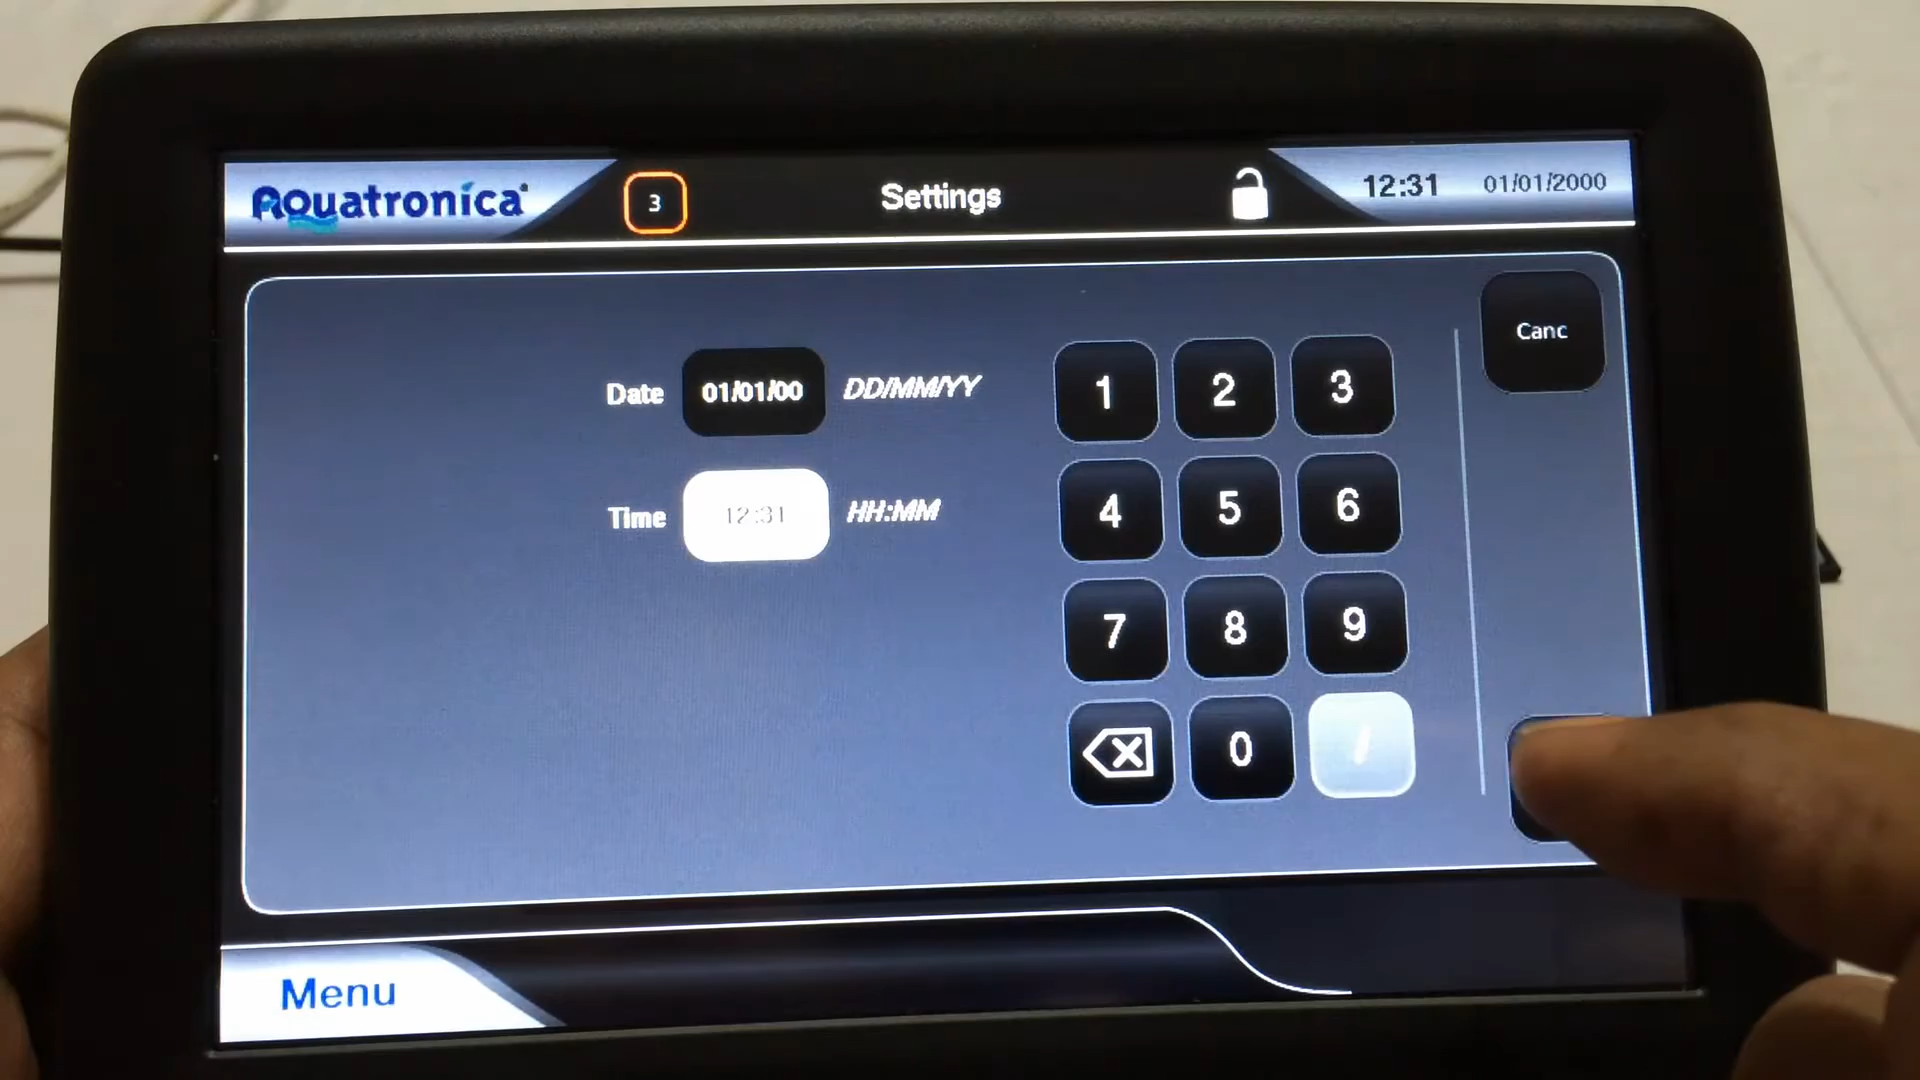 Aquatronica
3
Settings
12:31 01/01/2000
Canc
Date 01/01/00 DD/MM/YY
Time 12:31 HH:MM
1 2 3
4 5 6
7 8 9
0 /
Menu